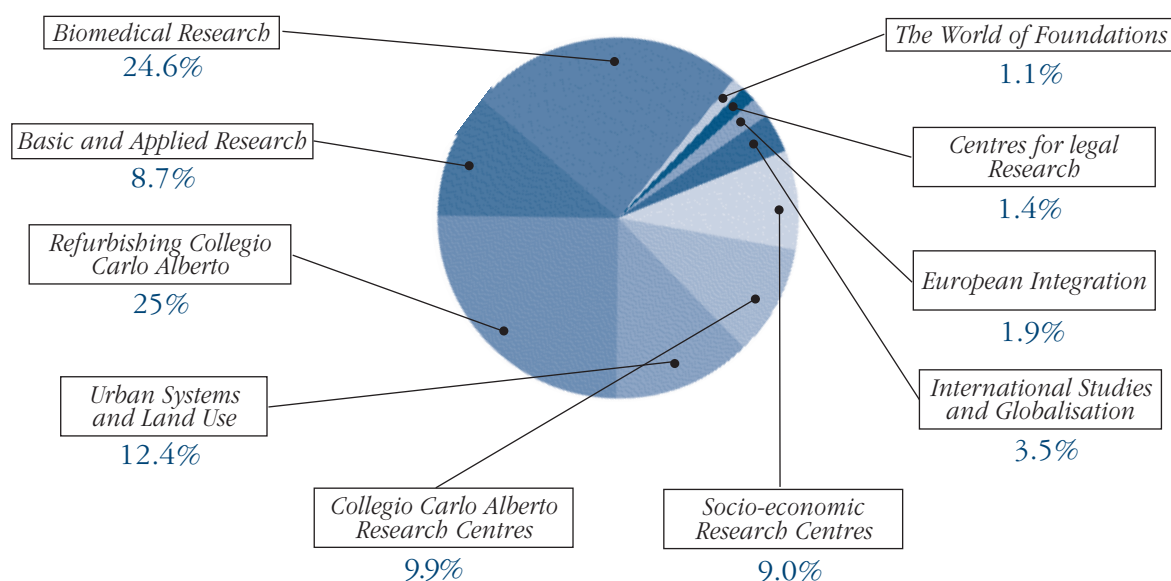 Biomedical Research
24.6%
Basic and Applied Research
8.7%
Refurbishing Collegio
Carlo Alberto
25%
Urban Systems
and Land Use
12.4%
Collegio Carlo Alberto
Research Centres
9.9%
Socio-economic
Research Centres
9.0%
The World of Foundations
1.1%
Centres for legal
Research
1.4%
European Integration
1.9%
International Studies
and Globalisation
3.5%